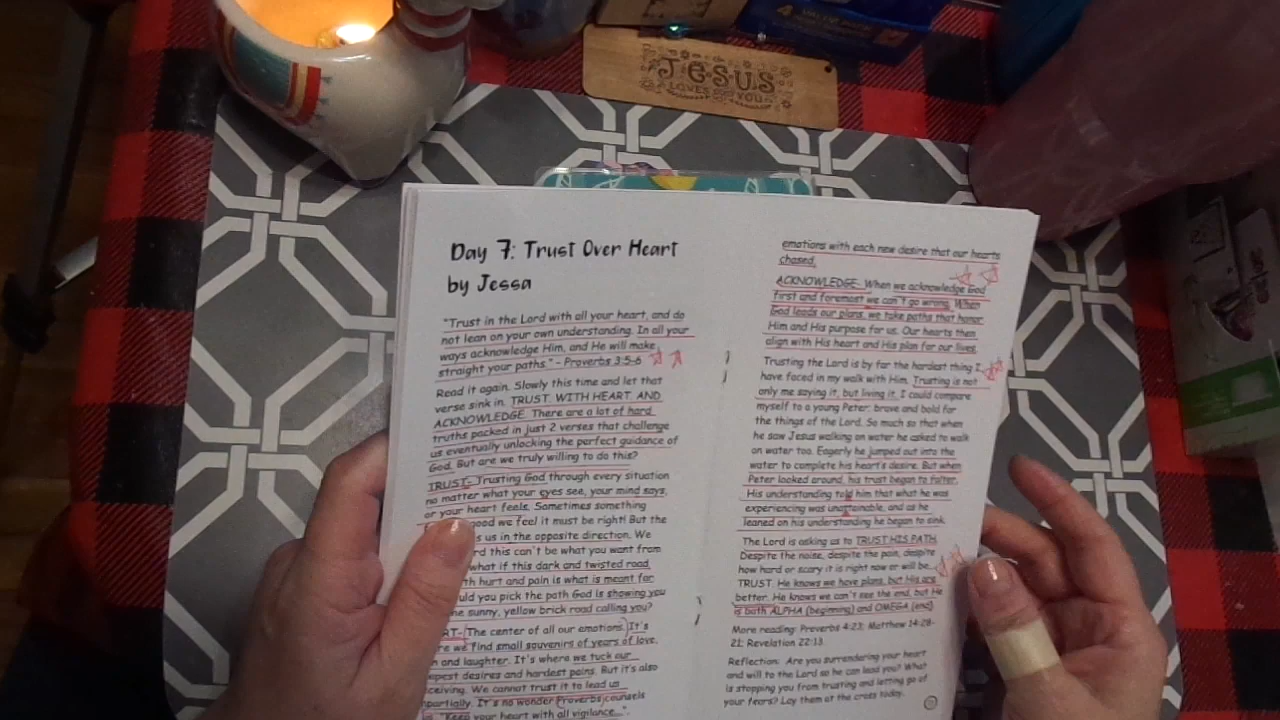 JESUS
LOVES YOU
Day 7: Trust Over Heart
by Jessa
"Trust in the Lord with all your heart, and do
not lean on your own understanding. In all your
ways acknowledge Him, and He will make
straight your paths." - Proverbs 3:5-6
Read it again. Slowly this time and let that
verse sink in. TRUST. WITH HEART. AND
ACKNOWLEDGE. There are a lot of hard
truths packed in just 2 verses that challenge
us eventually unlocking the perfect guidance of
God. But are we truly willing to do this?
TRUST- Trusting God through every situation
no matter what your eyes see, your mind says,
or your heart feels. Sometimes something
good we feel it must be right! But the
us in the opposite direction. We
this can't be what you want from
what if this dark and twisted road
hurt and pain is what is meant for
you pick the path God is showing you
sunny, yellow brick road calling you?
The center of all our emotions. It's
we find small souvenirs of years of love,
and laughter. It's where we tuck our
desires and hardest pains. But it's also
We cannot trust it to lead us
It's no wonder Proverbs counsels
"Keep your heart with all vigilance..."
emotions with each new desire that our hearts
chased.
ACKNOWLEDGE- When we acknowledge God
first and foremost we can't go wrong. When
God leads our plans, we take paths that honor
Him and His purpose for us. Our hearts then
align with His heart and His plan for our lives.
Trusting the Lord is by far the hardest thing I
have faced in my walk with Him. Trusting is not
only me saying it, but living it. I could compare
myself to a young Peter; brave and bold for
the things of the Lord. So much so that when
he saw Jesus walking on water he asked to walk
on water too. Eagerly he jumped out into the
water to complete his heart's desire. But when
Peter looked around, his trust began to falter.
His understanding told him that what he was
experiencing was unattainable, and as he
leaned on his understanding he began to sink.
The Lord is asking us to TRUST HIS PATH.
Despite the noise, despite the pain, despite
how hard or scary it is right now or will be.
TRUST. He knows we have plans, but His are
better. He knows we can't see the end, but He
is both ALPHA (beginning) and OMEGA (end).
More reading: Proverbs 4:23; Matthew 14:28-
21; Revelation 22:13
Reflection: Are you surrendering your heart
and will to the Lord so He can lead you? What
is stopping you from trusting and letting go of
your fears? Lay them at the cross today.